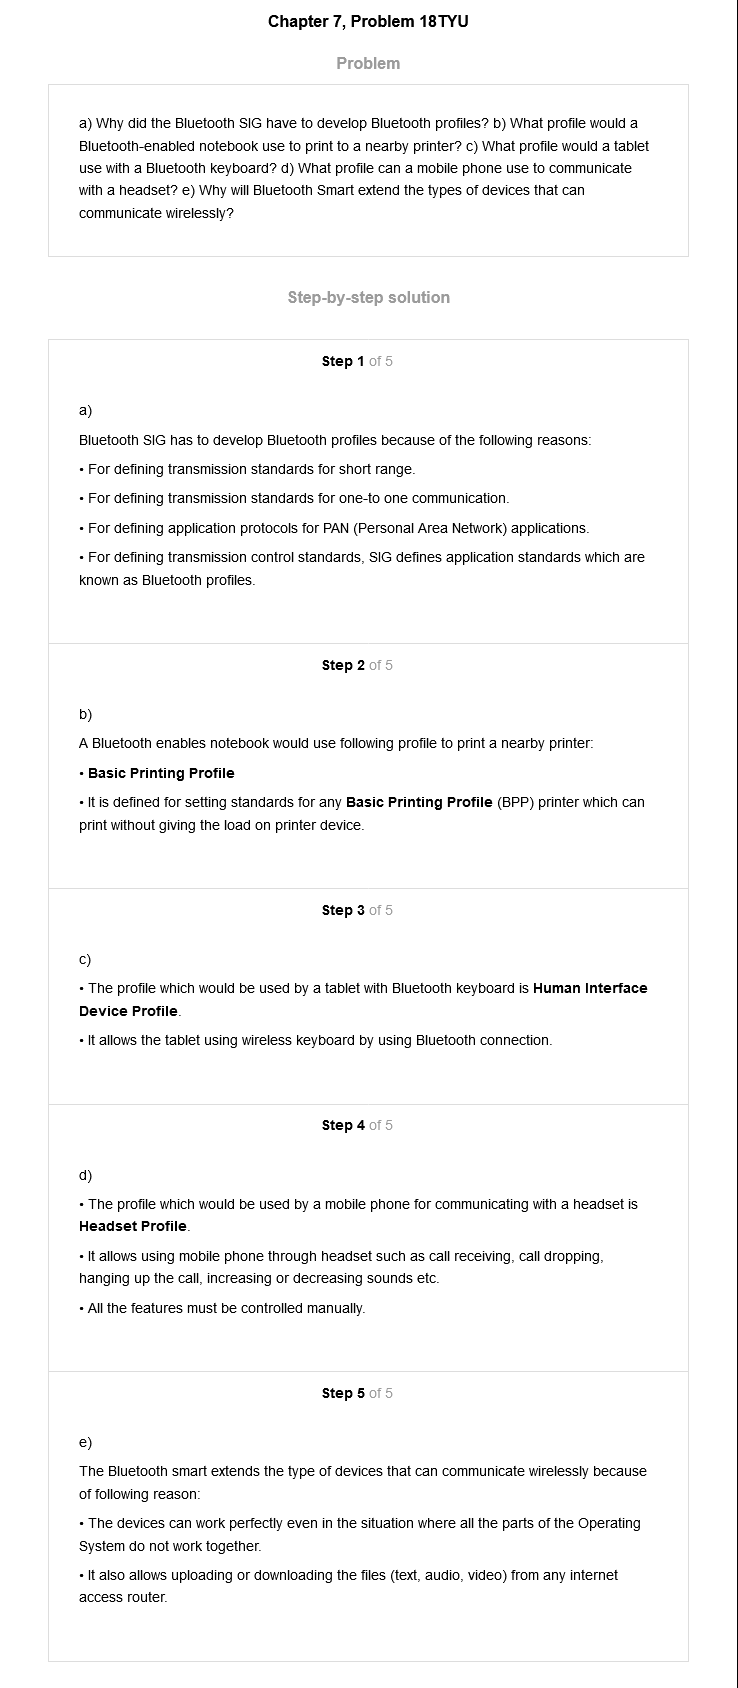 Chapter 7, Problem 18TYU
Problem
a) Why did the Bluetooth SIG have to develop Bluetooth profiles? b) What profile would a
Bluetooth-enabled notebook use to print to a nearby printer? c) What profile would a tablet
use with a Bluetooth keyboard? d) What profile can a mobile phone use to communicate
with a headset? e) Why will Bluetooth Smart extend the types of devices that can
communicate wirelessly?
Step-by-step solution
Step 1 of 5
a)
Bluetooth SIG has to develop Bluetooth profiles because of the following reasons:
• For defining transmission standards for short range.
• For defining transmission standards for one-to one communication.
• For defining application protocols for PAN (Personal Area Network) applications.
• For defining transmission control standards, SIG defines application standards which are
known as Bluetooth profiles.
Step 2 of 5
b)
A Bluetooth enables notebook would use following profile to print a nearby printer:
• Basic Printing Profile
• It is defined for setting standards for any Basic Printing Profile (BPP) printer which can
print without giving the load on printer device.
Step 3 of 5
c)
• The profile which would be used by a tablet with Bluetooth keyboard is Human Interface
Device Profile.
• It allows the tablet using wireless keyboard by using Bluetooth connection.
Step 4 of 5
d)
• The profile which would be used by a mobile phone for communicating with a headset is
Headset Profile.
• It allows using mobile phone through headset such as call receiving, call dropping,
hanging up the call, increasing or decreasing sounds etc.
• All the features must be controlled manually.
Step 5 of 5
e)
The Bluetooth smart extends the type of devices that can communicate wirelessly because
of following reason:
• The devices can work perfectly even in the situation where all the parts of the Operating
System do not work together.
• It also allows uploading or downloading the files (text, audio, video) from any internet
access router.